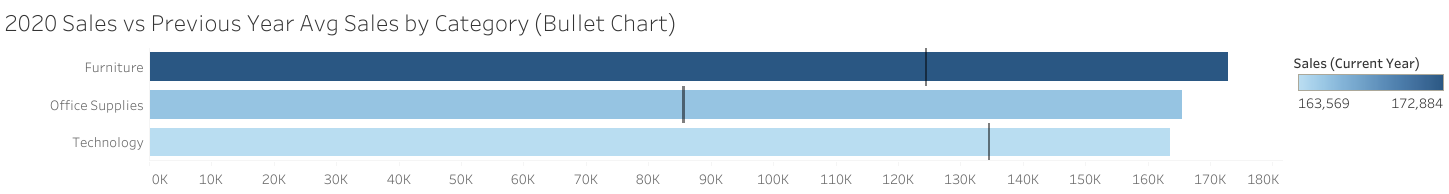 2020 Sales vs Previous Year Avg Sales by Category (Bullet Chart)
Furniture
Office Supplies
Technology
0K 10K 20K 30K 40K 50K 60K 70K 80K 90K 100K 110K 120K 130K 140K 150K 160K 170K 180K
Sales (Current Year)
163,569 172,884